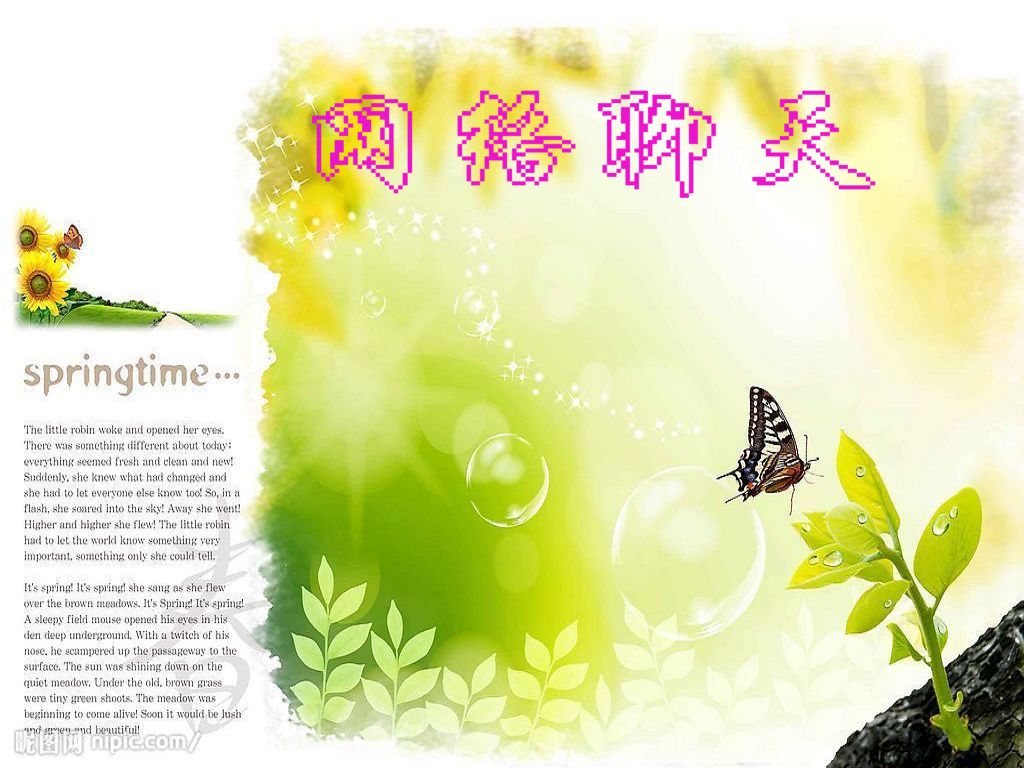 网络聊天
springtime...
The little robin woke and opened her eyes.
There was something different about today;
everything seemed fresh and clean and new!
Suddenly, she knew what had changed and
she had to let everyone else know too! So, in a
flash, she soared into the sky! Away she went!
Higher and higher she flew! The little robin
had to let the world know something very
important, something only she could tell.
It's spring! It's spring! she sang as she flew
over the brown meadows. It's Spring! It's spring!
A sleepy field mouse opened his eyes in his
den deep underground. With a twitch of his
nose, he scampered up the passageway to the
surface. The sun was shining down on the
quiet meadow. Under the old, brown grass
were tiny green shoots. The meadow was
beginning to come alive! Soon it would be lush
and green and beautiful!
昵图网 nipic.com/
春